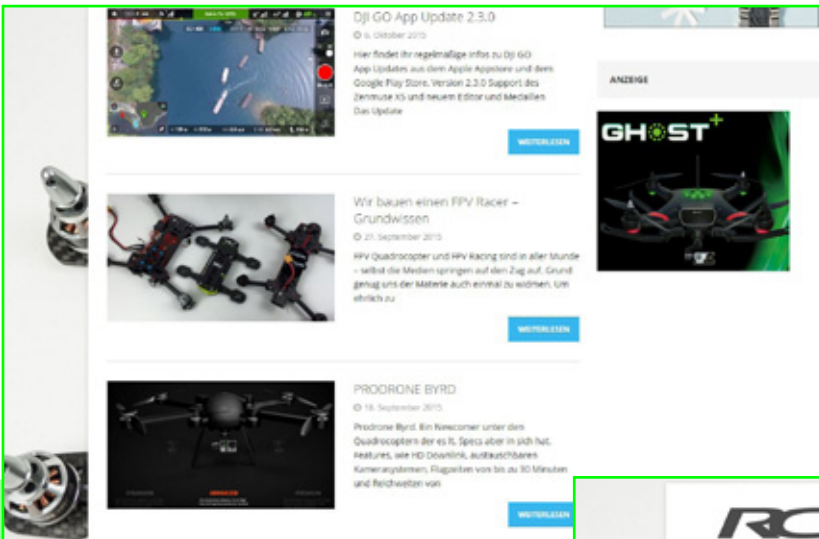 DJI GO App Update 2.3.0
6. Oktober 2015
Hier findet ihr regelmäßige Infos zu DJI GO
App Updates aus dem Apple Appstore und dem
Google Play Store. Version 2.3.0 Support des
Zenmuse X5 und neuem Editor und Medaillen
Das Update
WEITERLESEN
Wir bauen einen FPV Racer –
Grundwissen
27. September 2015
FPV Quadrocopter und FPV Racing sind in aller Munde
– selbst die Medien springen auf den Zug auf. Grund
genug uns der Materie auch einmal zu widmen. Um
ehrlich zu
WEITERLESEN
PRODRONE BYRD
18. September 2015
Prodrone Byrd. Ein Newcomer unter den
Quadrocoptern der es it. Specs aber in sich hat.
Features, wie HD Downlink, austauschbaren
Kamerasystemen, Flugzeiten von bis zu 30 Minuten
und Reichweiten von
WEITERLESEN
ANZEIGE
GHOST+
RC